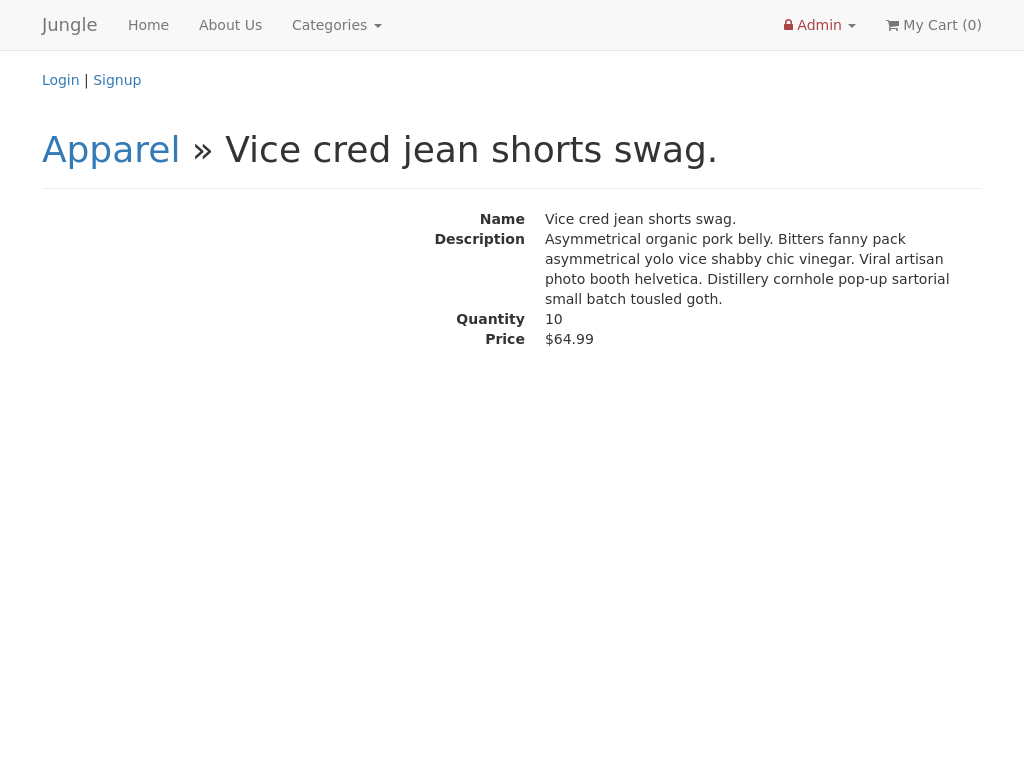 Jungle Home About Us Categories Admin My Cart (0)
Login | Signup
Apparel » Vice cred jean shorts swag.
Name Vice cred jean shorts swag.
Description Asymmetrical organic pork belly. Bitters fanny pack
asymmetrical yolo vice shabby chic vinegar. Viral artisan
photo booth helvetica. Distillery cornhole pop-up sartorial
small batch tousled goth.
Quantity 10
Price $64.99